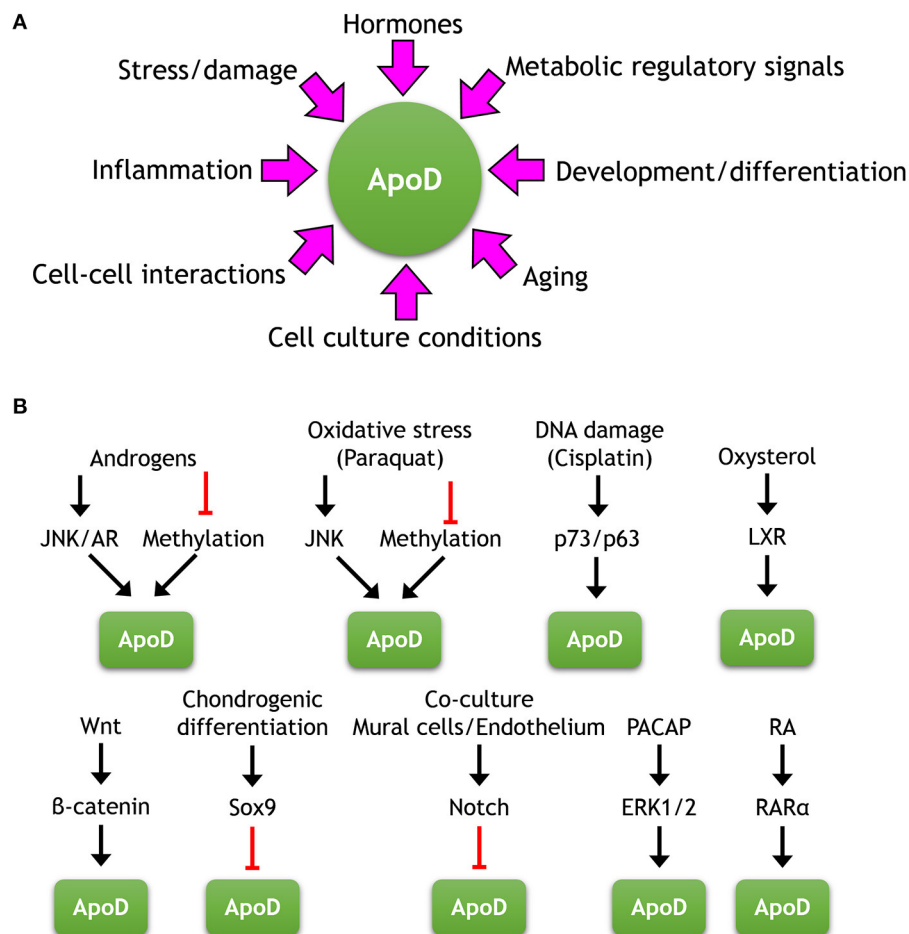 A
Hormones
Stress/damage
Metabolic regulatory signals
Inflammation
ApoD
Development/differentiation
Cell-cell interactions
Aging
Cell culture conditions
B
Androgens
Oxidative stress
(Paraquat)
DNA damage
(Cisplatin)
Oxysterol
JNK/AR Methylation
JNK Methylation
p73/p63
LXR
ApoD
ApoD
ApoD
ApoD
Wnt
Chondrogenic
differentiation
Co-culture
Mural cells/Endothelium
PACAP
RA
ß-catenin
Sox9
Notch
ERK1/2
RARα
ApoD
ApoD
ApoD
ApoD
ApoD